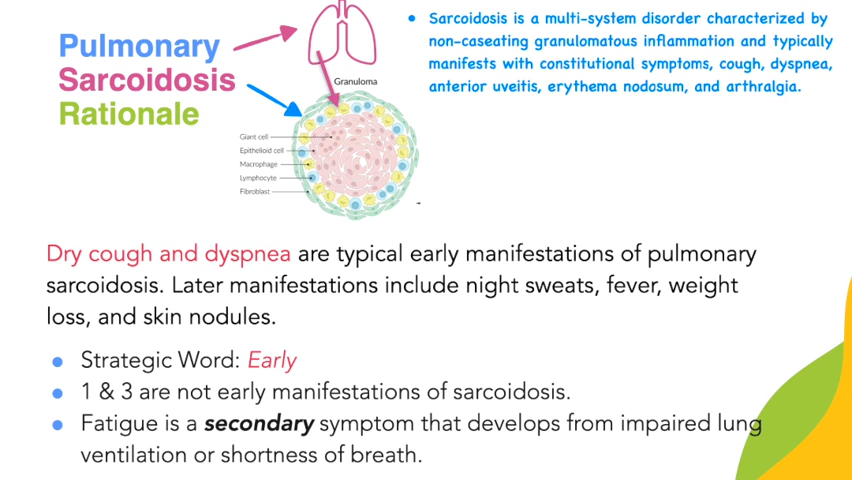 Pulmonary
Sarcoidosis
Rationale
Granuloma
Giant cell
Epithelioid cell
Macrophage
Lymphocyte
Fibroblast
• Sarcoidosis is a multi-system disorder characterized by
non-caseating granulomatous inflammation and typically
manifests with constitutional symptoms, cough, dyspnea,
anterior uveitis, erythema nodosum, and arthralgia.
Dry cough and dyspnea are typical early manifestations of pulmonary
sarcoidosis. Later manifestations include night sweats, fever, weight
loss, and skin nodules.
• Strategic Word: Early
• 1 & 3 are not early manifestations of sarcoidosis.
• Fatigue is a secondary symptom that develops from impaired lung
ventilation or shortness of breath.